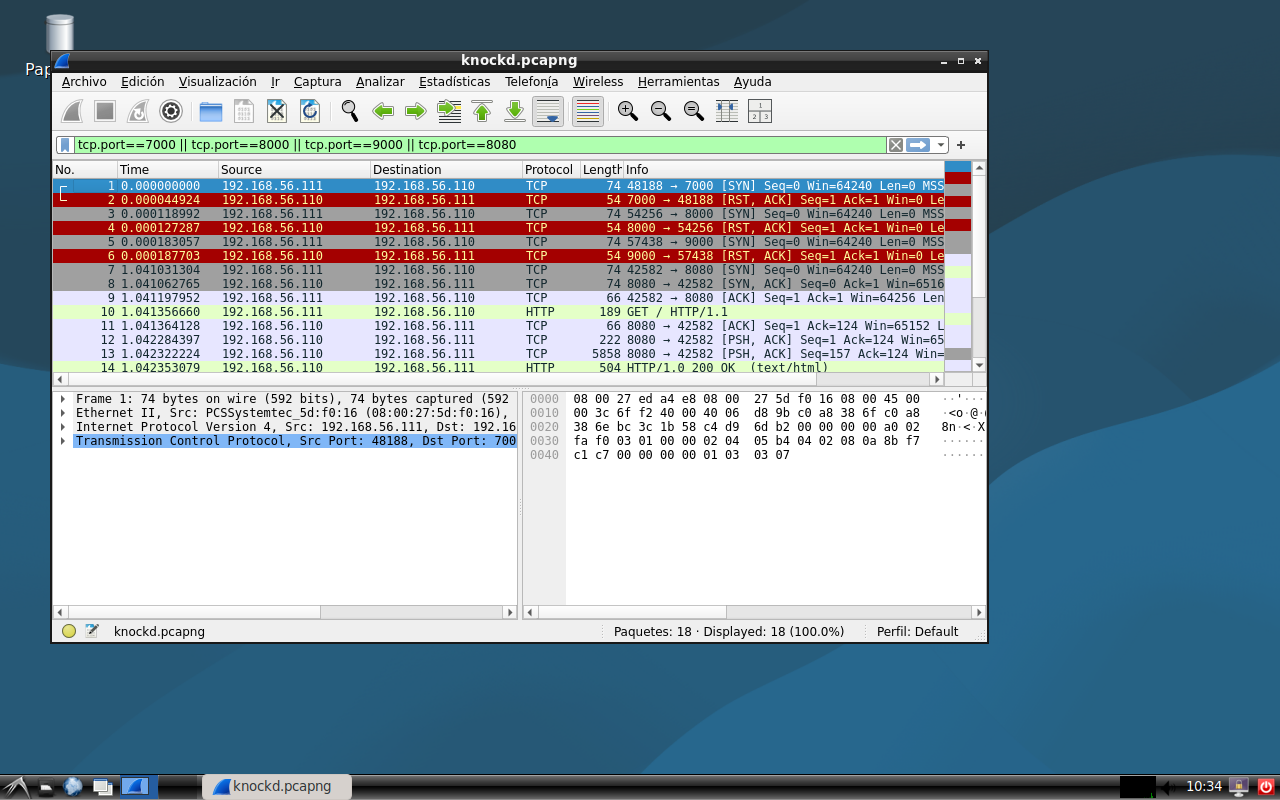 Pap
knockd.pcapng
Archivo Edición Visualización Ir Captura Analizar Estadísticas Telefonía Wireless Herramientas Ayuda
tcp.port==7000 || tcp.port==8000 || tcp.port==9000 || tcp.port==8080
No. Time Source Destination Protocol Length Info
1 0.000000000 192.168.56.111 192.168.56.110 TCP 74 48188 → 7000 [SYN] Seq=0 Win=64240 Len=0 MSS
2 0.000044924 192.168.56.110 192.168.56.111 TCP 54 7000 → 48188 [RST, ACK] Seq=1 Ack=1 Win=0 Le
3 0.000118992 192.168.56.111 192.168.56.110 TCP 74 54256 → 8000 [SYN] Seq=0 Win=64240 Len=0 MSS
4 0.000127287 192.168.56.110 192.168.56.111 TCP 54 8000 → 54256 [RST, ACK] Seq=1 Ack=1 Win=0 Le
5 0.000183057 192.168.56.111 192.168.56.110 TCP 74 57438 → 9000 [SYN] Seq=0 Win=64240 Len=0 MSS
6 0.000187703 192.168.56.110 192.168.56.111 TCP 54 9000 → 57438 [RST, ACK] Seq=1 Ack=1 Win=0 Le
7 1.041031304 192.168.56.111 192.168.56.110 TCP 74 42582 → 8080 [SYN] Seq=0 Win=64240 Len=0 MSS
8 1.041062765 192.168.56.110 192.168.56.111 TCP 74 8080 → 42582 [SYN, ACK] Seq=0 Ack=1 Win=6516
9 1.041197952 192.168.56.111 192.168.56.110 TCP 66 42582 → 8080 [ACK] Seq=1 Ack=1 Win=64256 Len
10 1.041356660 192.168.56.111 192.168.56.110 HTTP 189 GET / HTTP/1.1
11 1.041364128 192.168.56.110 192.168.56.111 TCP 66 8080 → 42582 [ACK] Seq=1 Ack=124 Win=65152 L
12 1.042284397 192.168.56.110 192.168.56.111 TCP 222 8080 → 42582 [PSH, ACK] Seq=1 Ack=124 Win=65
13 1.042322224 192.168.56.110 192.168.56.111 TCP 5858 8080 → 42582 [PSH, ACK] Seq=157 Ack=124 Win=
14 1.042353079 192.168.56.110 192.168.56.111 HTTP 504 HTTP/1.0 200 OK (text/html)
Frame 1: 74 bytes on wire (592 bits), 74 bytes captured (592
Ethernet II, Src: PCSSystemtec_5d:f0:16 (08:00:27:5d:f0:16),
Internet Protocol Version 4, Src: 192.168.56.111, Dst: 192.16
Transmission Control Protocol, Src Port: 48188, Dst Port: 700
0000 08 00 27 ed a4 e8 08 00 27 5d f0 16 08 00 45 00 ··'···
0010 00 3c 6f f2 40 00 40 06 d8 9b c0 a8 38 6f c0 a8 ·<o·@·
0020 38 6e bc 3c 1b 58 c4 d9 6d b2 00 00 00 00 a0 02 8n·<·X
0030 fa f0 03 01 00 00 02 04 05 b4 04 02 08 0a 8b f7 ······
0040 c1 c7 00 00 00 00 01 03 03 07 ······
knockd.pcapng Paquetes: 18 · Displayed: 18 (100.0%) Perfil: Default
knockd.pcapng 10:34